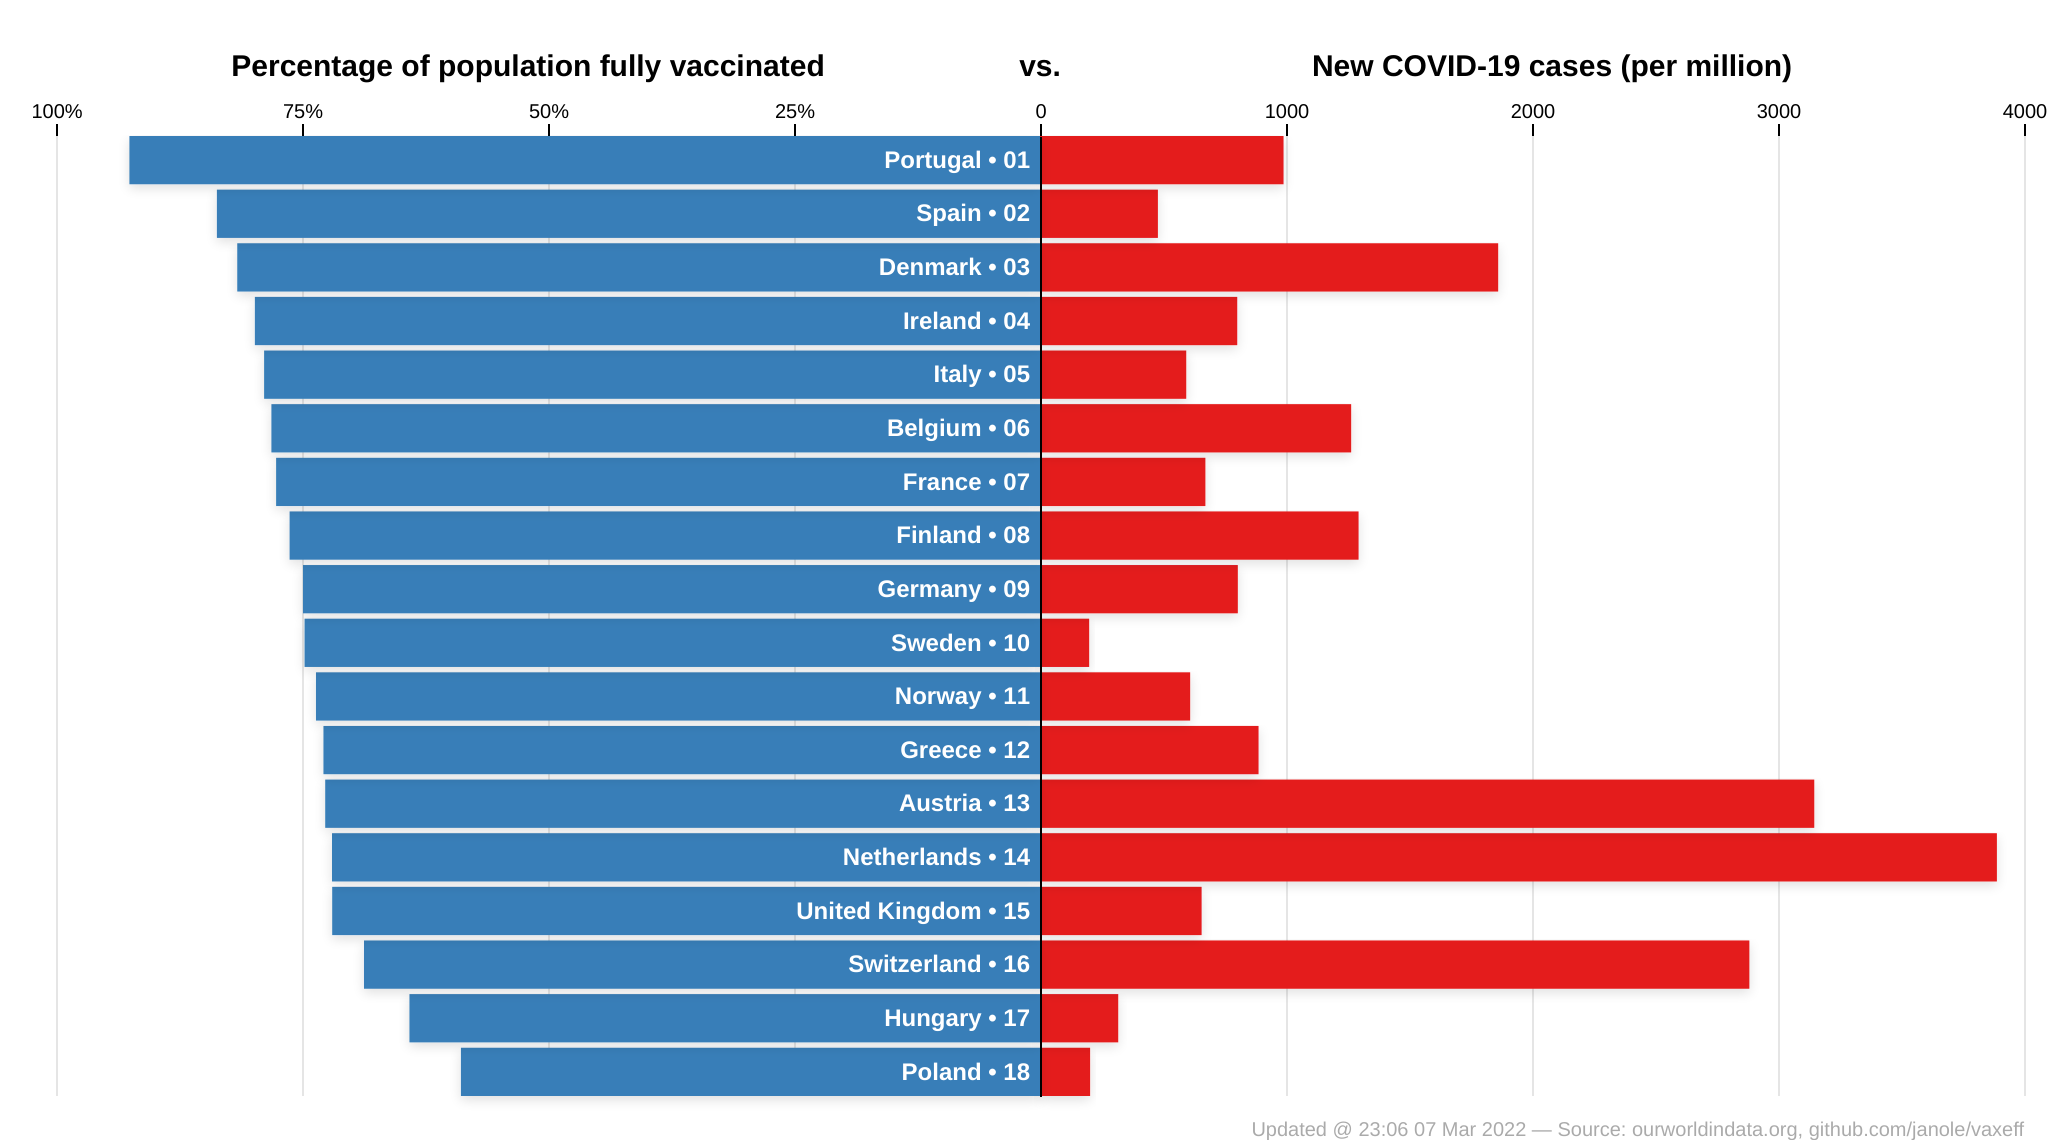 Percentage of population fully vaccinated vs. New COVID-19 cases (per million)
100% 75% 50% 25% 0 1000 2000 3000 4000
Portugal • 01
Spain • 02
Denmark • 03
Ireland • 04
Italy • 05
Belgium • 06
France • 07
Finland • 08
Germany • 09
Sweden • 10
Norway • 11
Greece • 12
Austria • 13
Netherlands • 14
United Kingdom • 15
Switzerland • 16
Hungary • 17
Poland • 18
Updated @ 23:06 07 Mar 2022 — Source: ourworldindata.org, github.com/janole/vaxeff